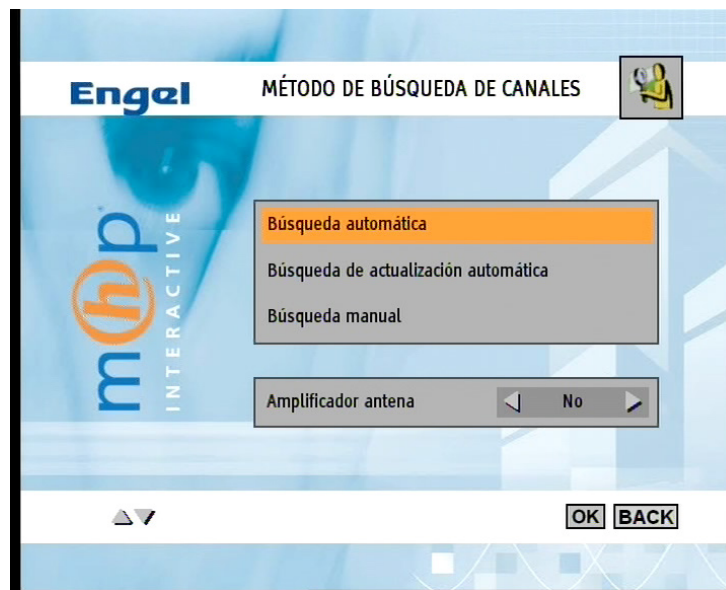 Engel
MÉTODO DE BÚSQUEDA DE CANALES
mhp
INTERACTIVE
Búsqueda automática
Búsqueda de actualización automática
Búsqueda manual
Amplificador antena No
OK BACK